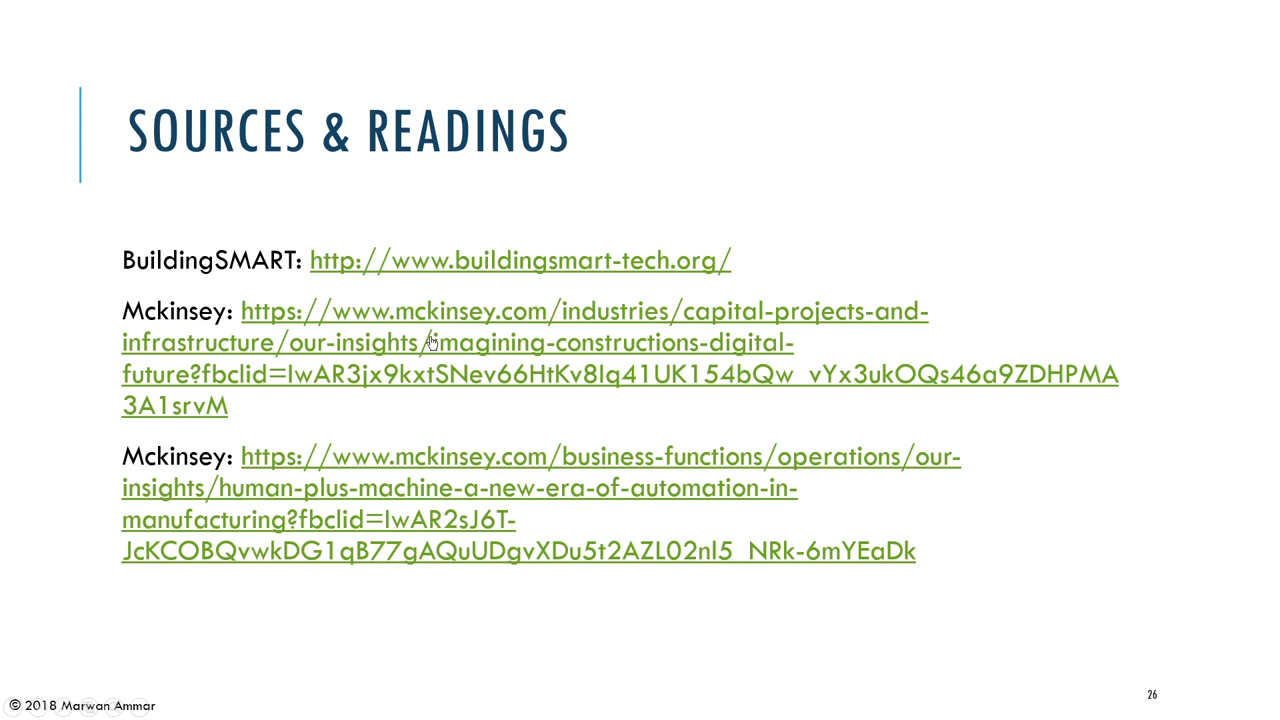 SOURCES & READINGS
BuildingSMART: http://www.buildingsmart-tech.org/
Mckinsey: https://www.mckinsey.com/industries/capital-projects-and-
infrastructure/our-insights/imagining-constructions-digital-
future?fbclid=IwAR3jx9kxtSNev66HtKv8Iq41UK154bQw_vYx3ukOQs46a9ZDHPMA
3A1srvM
Mckinsey: https://www.mckinsey.com/business-functions/operations/our-
insights/human-plus-machine-a-new-era-of-automation-in-
manufacturing?fbclid=IwAR2sJ6T-
JcKCOBQvwkDG1qB77gAQuUDgvXDu5t2AZL02nl5_NRk-6mYEaDk
© 2018 Marwan Ammar
26